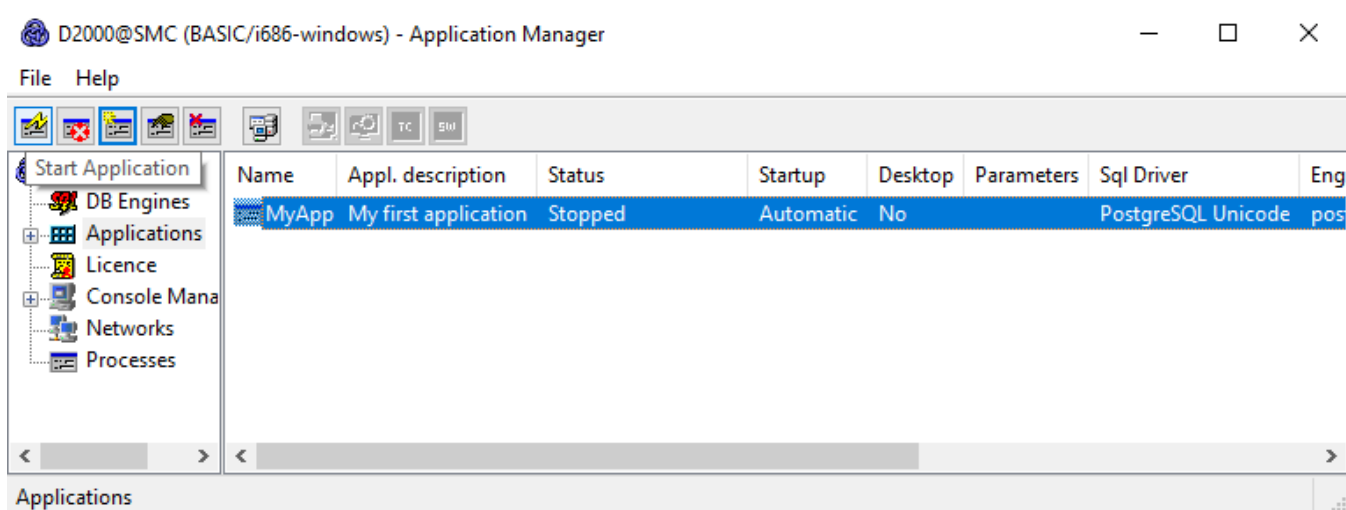 D2000@SMC (BASIC/i686-windows) - Application Manager
File Help
TC SW
Start Application
Name Appl. description Status Startup Desktop Parameters Sql Driver Eng
DB Engines
MyApp My first application Stopped Automatic No PostgreSQL Unicode pos
Applications
Licence
Console Mana
Networks
Processes
Applications